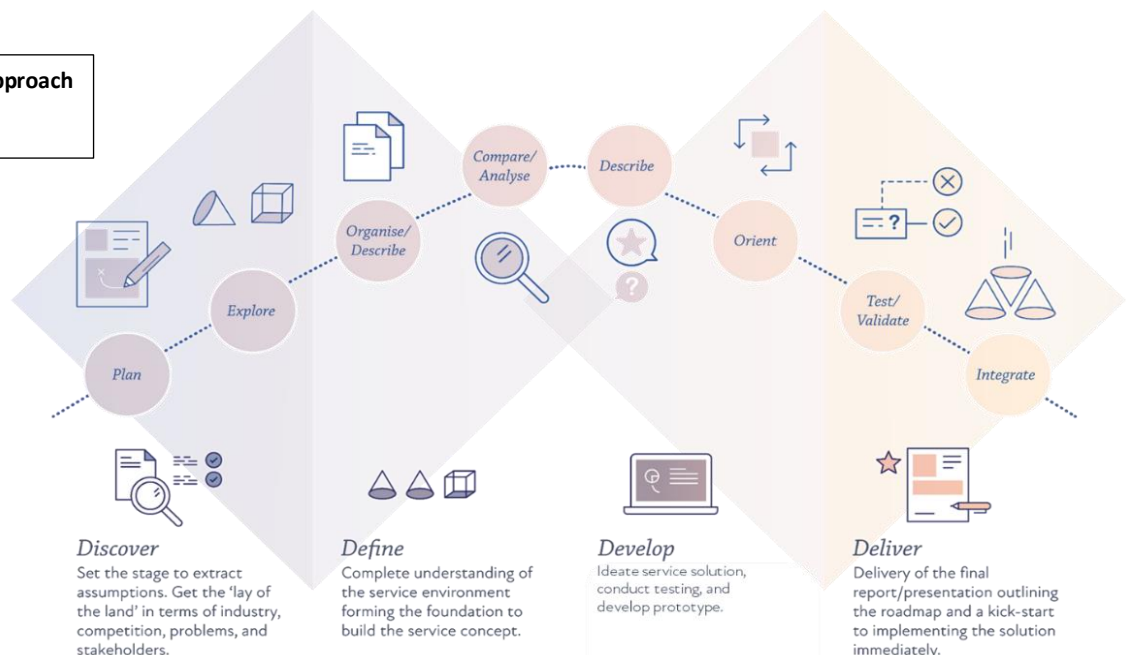 pproach
Compare/
Analyse
Describe
Organise/
Describe
Orient
Explore
Test/
Validate
Plan
Integrate
?
?
Discover
Set the stage to extract
assumptions. Get the ‘lay of
the land’ in terms of industry,
competition, problems, and
stakeholders.
Define
Complete understanding of
the service environment
forming the foundation to
build the service concept.
Develop
Ideate service solution,
conduct testing, and
develop prototype.
Deliver
Delivery of the final
report/presentation outlining
the roadmap and a kick-start
to implementing the solution
immediately.